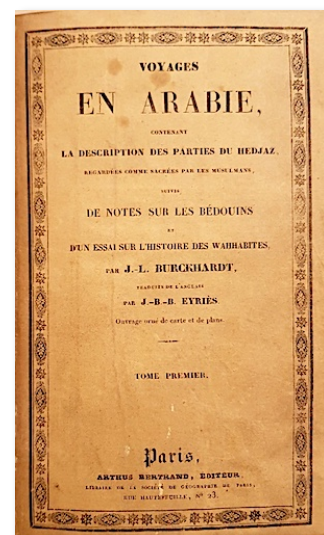 VOYAGES
EN ARABIE,
CONTENANT
LA DESCRIPTION DES PARTIES DU HEDJAZ,
REGARDÉES COMME SACRÉES PAR LES MUSULMANS,
SUIVIS
DE NOTES SUR LES BÉDOUINS
ET
D'UN ESSAI SUR L'HISTOIRE DES WAHHABITES,
PAR J.-L. BURCKHARDT,
TRADUITS DE L'ANGLAIS
PAR J.-B.-B. EYRIÈS.
Ouvrage orné de carte et de plans.
TOME PREMIER.
Paris,
ARTHUS BERTRAND, ÉDITEUR,
LIBRAIRE DE LA SOCIÉTÉ DE GÉOGRAPHIE DE PARIS,
RUE HAUTEFEUILLE, Nº 23.